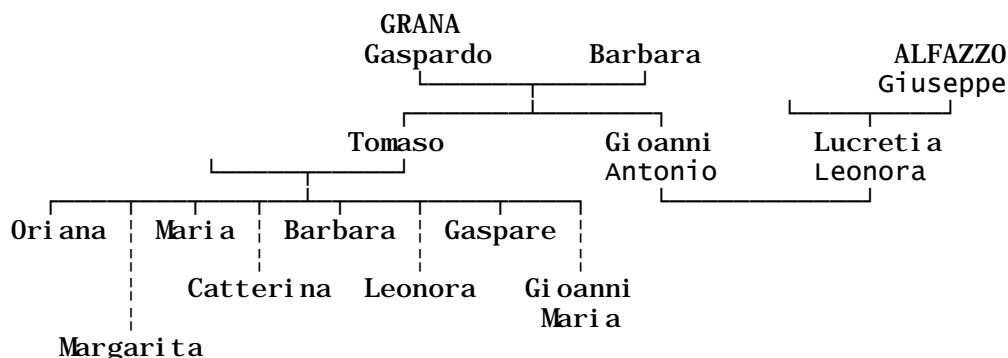 GRANA
Gaspardo Barbara ALFAZZO
Giuseppe
Tomaso Gioanni Lucretia
Antonio Leonora
Oriana Maria Barbara Gaspare
Catterina Leonora Gioanni
Maria
Margarita